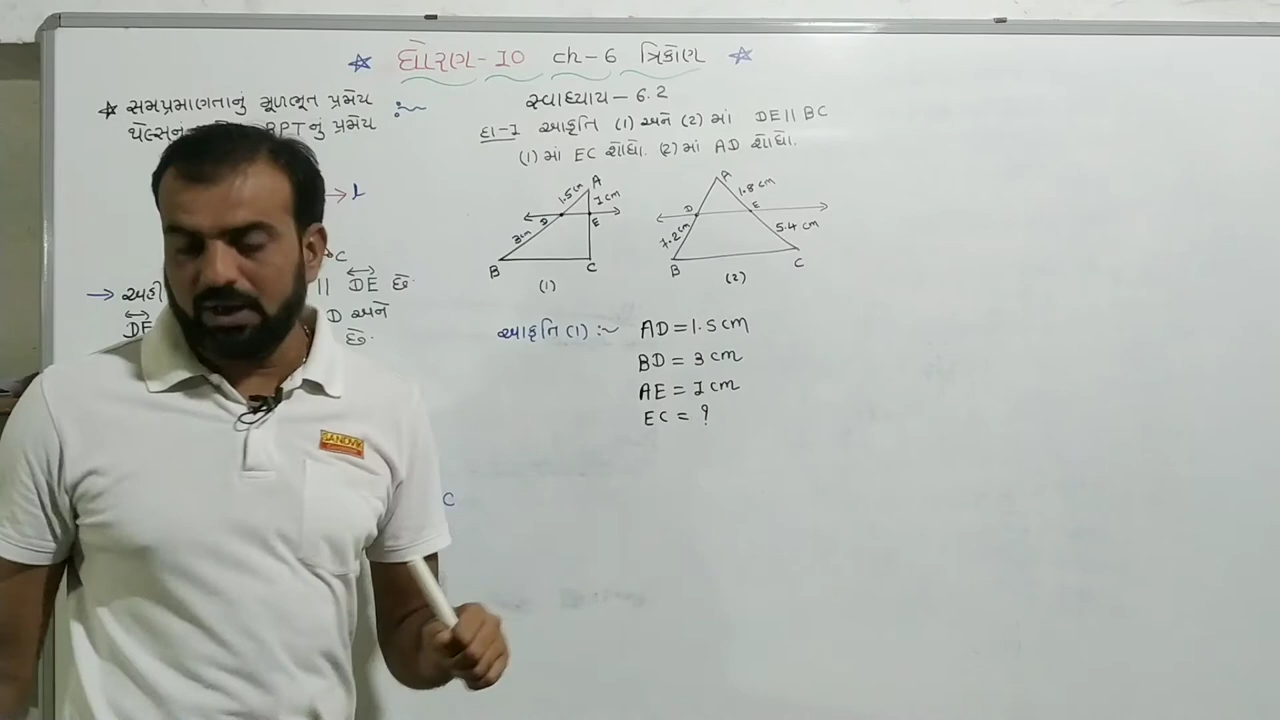 ધોરણ-10 ch-6 ત્રિકોણ
* સમપ્રમાણતાનું મૂળભૂત પ્રમેય :~
થેલ્સનું BPTનું પ્રમેય
→ l
C
→ અહીં || DE છે.
DE D અને
છે.
C
સ્વાધ્યાય - 6.2
દા-1 આકૃતિ (1) અને (2) માં DE || BC
(1) માં EC શોધો. (2) માં AD શોધો.
A
1.5 cm
1 cm
D
E
3 cm
B
C
(1)
A
1.8 cm
D
E
7.2 cm
5.4 cm
B
C
(2)
આકૃતિ (1) :~ AD = 1.5 cm
BD = 3 cm
AE = 1 cm
EC = ?
SANDVIK